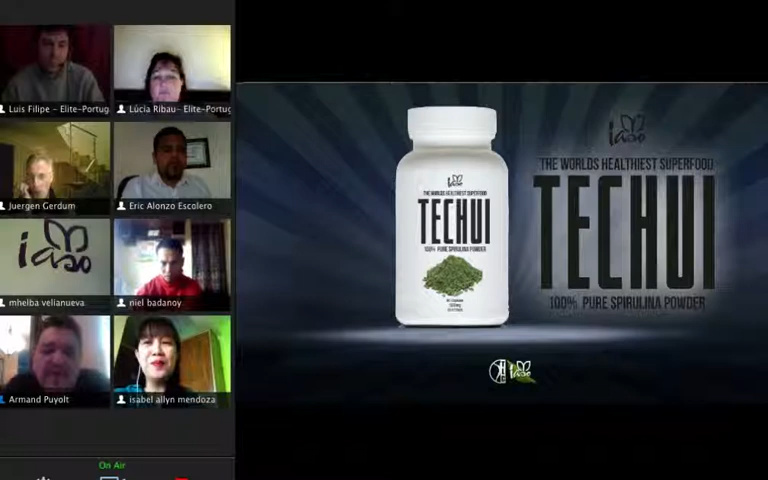 Luis Filipe - Elite-Portug
Lúcia Ribau- Elite-Portug
Juergen Gerdum
Eric Alonzo Escolero
iaso
mhelba velianueva
niel badanoy
Armand Puyolt
isabel allyn mendoza
On Air
iaso
THE WORLDS HEALTHIEST SUPERFOOD
TECHUI
100% PURE SPIRULINA POWDER
iaso
THE WORLDS HEALTHIEST SUPERFOOD
TECHUI
100% PURE SPIRULINA POWDER
iaso